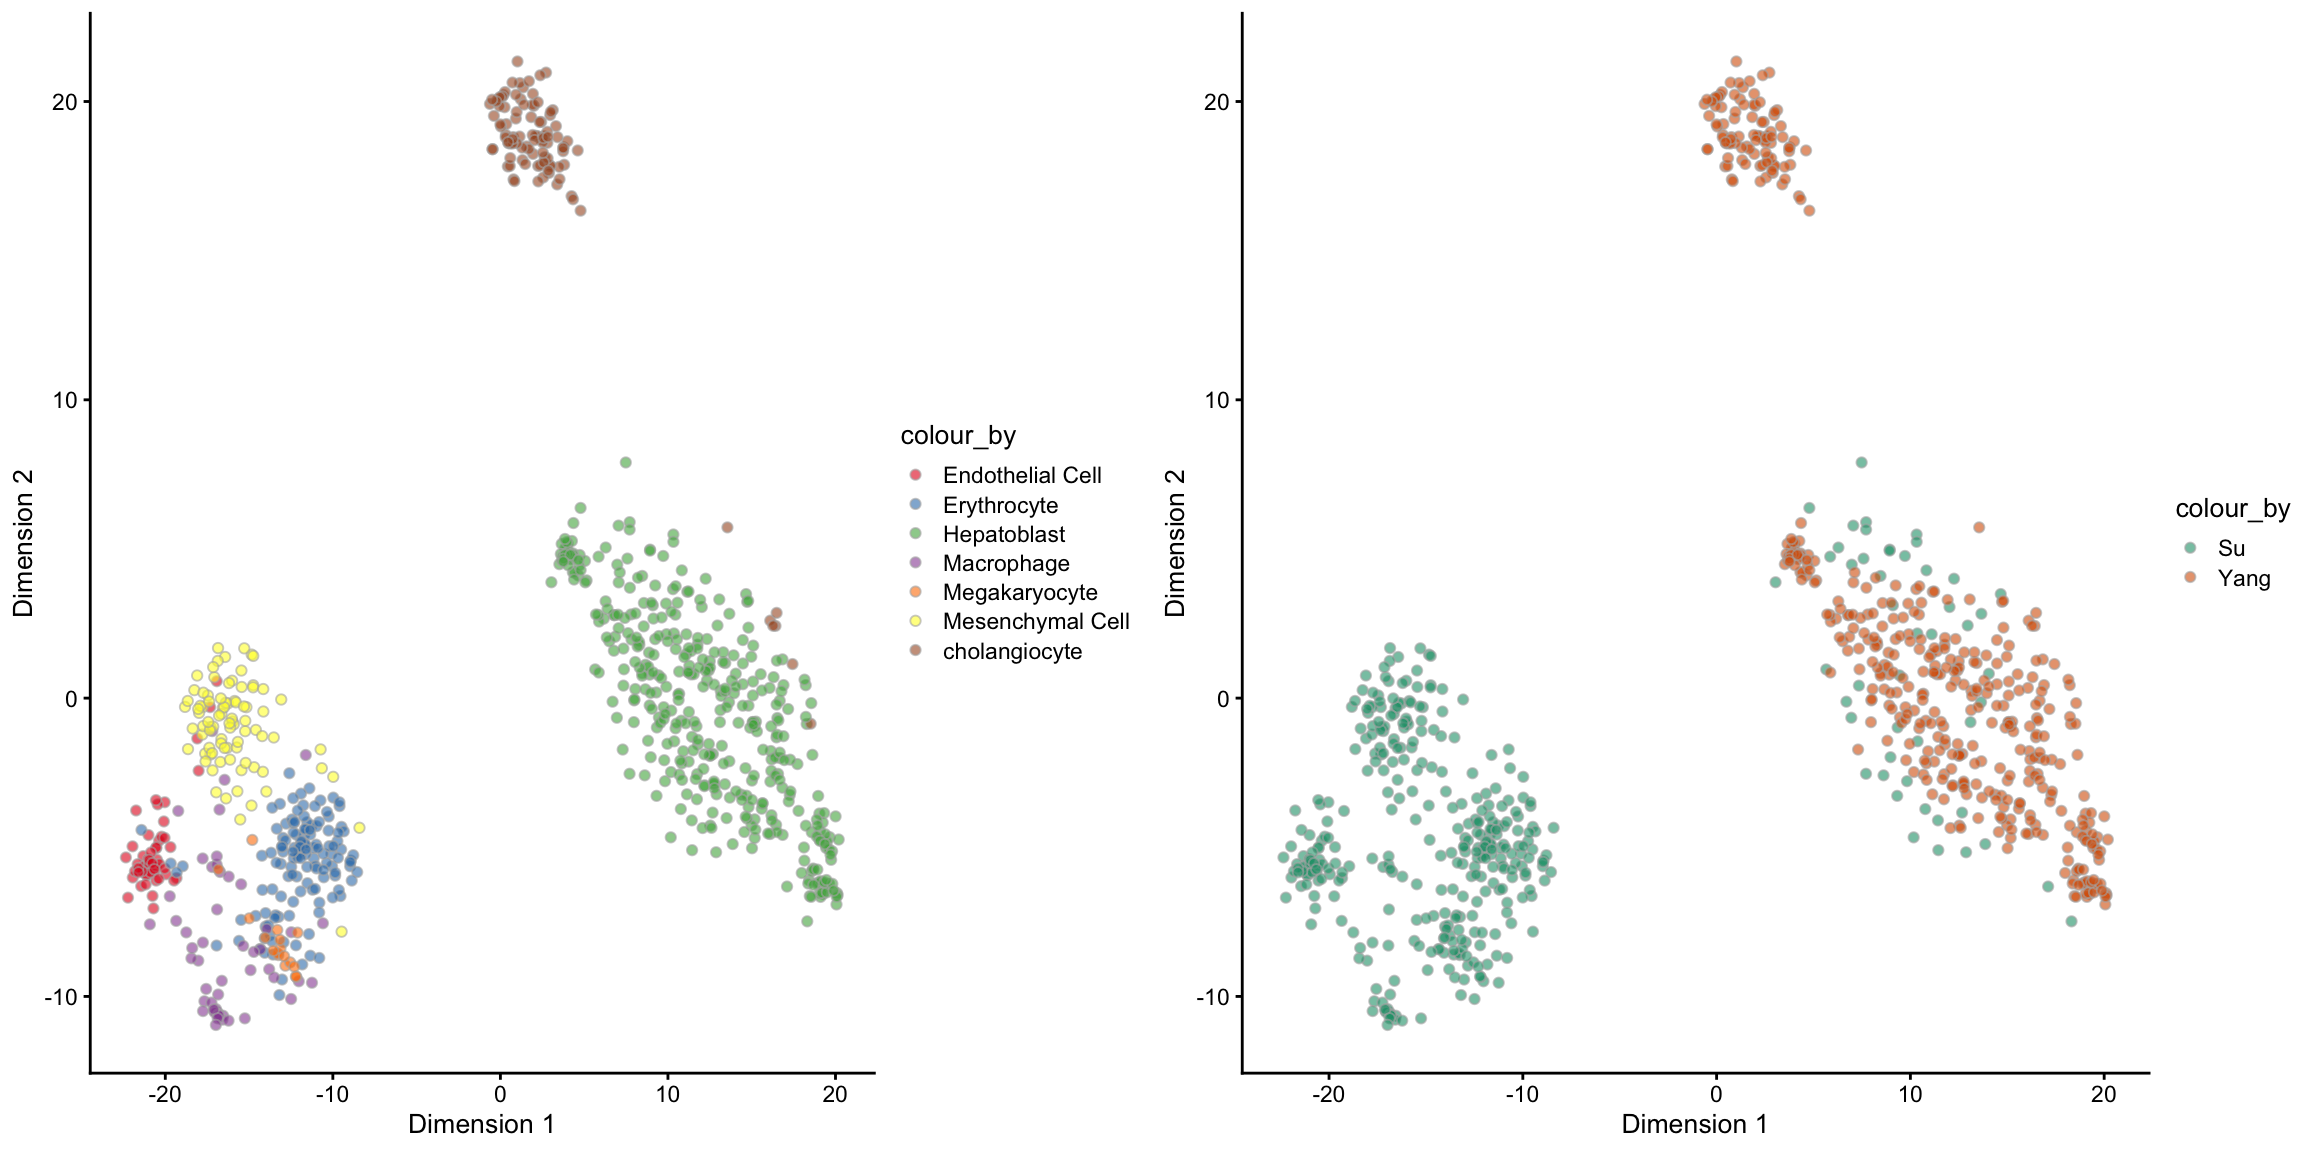 20
10
0
-10
-20
-10
0
10
20
Dimension 1
Dimension 2
colour_by
Endothelial Cell
Erythrocyte
Hepatoblast
Macrophage
Megakaryocyte
Mesenchymal Cell
cholangiocyte
20
10
0
-10
-20
-10
0
10
20
Dimension 1
Dimension 2
colour_by
Su
Yang